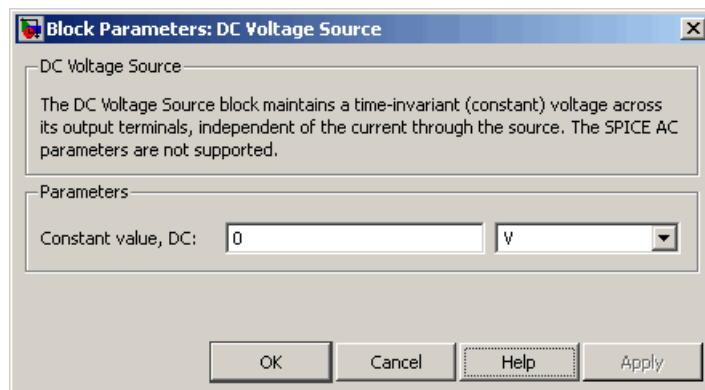 Block Parameters: DC Voltage Source
DC Voltage Source
The DC Voltage Source block maintains a time-invariant (constant) voltage across
its output terminals, independent of the current through the source. The SPICE AC
parameters are not supported.
Parameters
Constant value, DC: 0 V
OK Cancel Help Apply